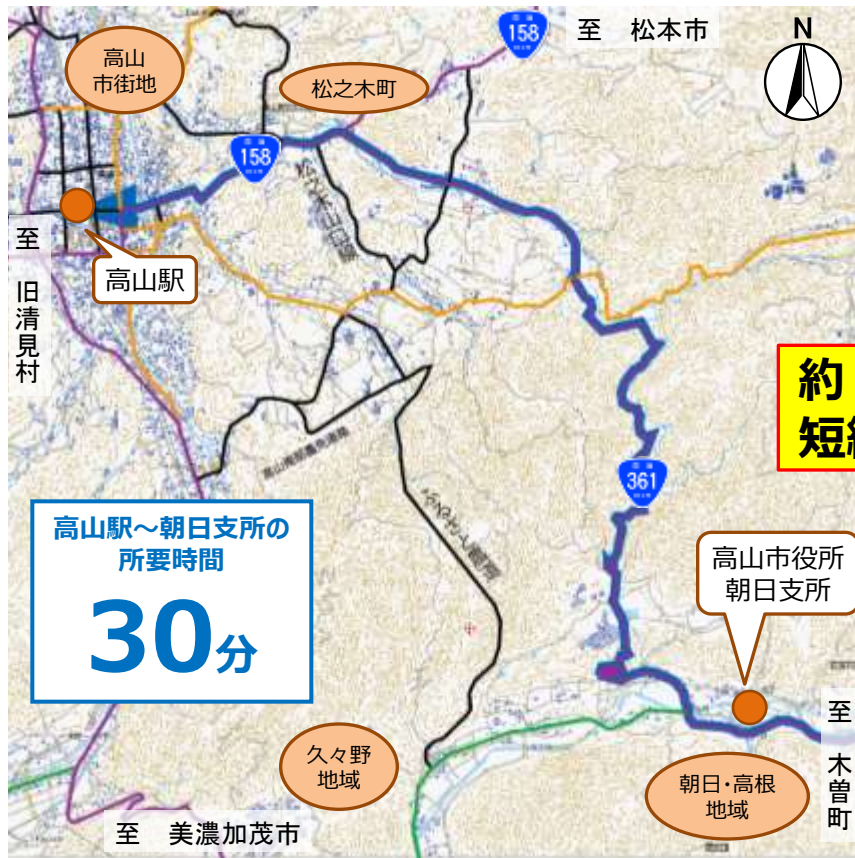 高山
市街地
松之木町
158
至 松本市
N
158
高山駅
至 旧清見村
約
短
361
高山駅～朝日支所の
所要時間
30分
高山市役所
朝日支所
久々野
地域
朝日・高根
地域
至 木曽町
至 美濃加茂市